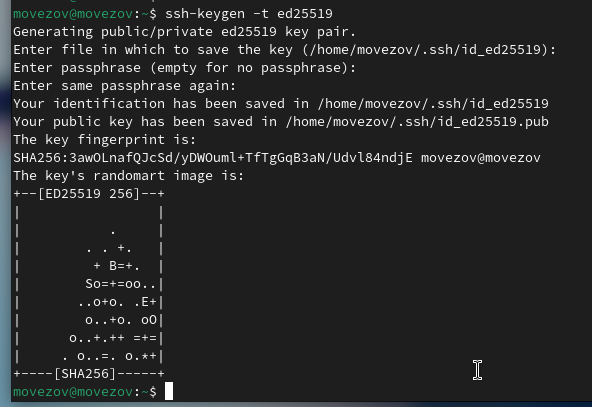 movezov@movezov:~$ ssh-keygen -t ed25519
Generating public/private ed25519 key pair.
Enter file in which to save the key (/home/movezov/.ssh/id_ed25519):
Enter passphrase (empty for no passphrase):
Enter same passphrase again:
Your identification has been saved in /home/movezov/.ssh/id_ed25519
Your public key has been saved in /home/movezov/.ssh/id_ed25519.pub
The key fingerprint is:
SHA256:3awOLnafQJcSd/yDWOuml+TfTgGqB3aN/Udvl84ndjE movezov@movezov
The key's randomart image is:
+--[ED25519 256]--+
|                 |
|           .     |
|        . . +.   |
|         + B=+.  |
|        So=+=oo..|
|       ..o+o. .E+|
|        o..+o. oO|
|      o..+.++ =+=|
|     . o..=. o.*+|
+----[SHA256]-----+
movezov@movezov:~$